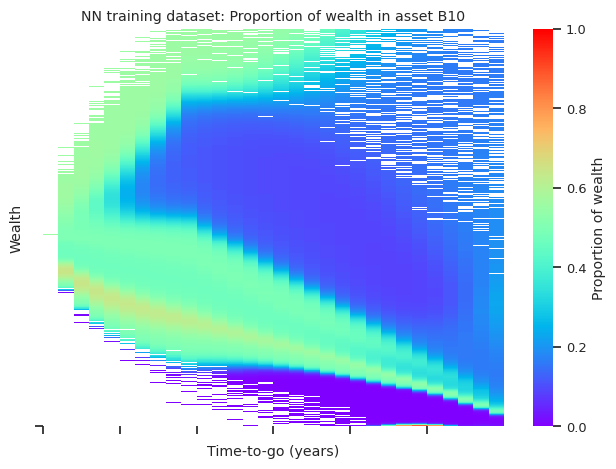 NN training dataset: Proportion of wealth in asset B10
Wealth
Time-to-go (years)
1.0
0.8
0.6
0.4
0.2
0.0
Proportion of wealth